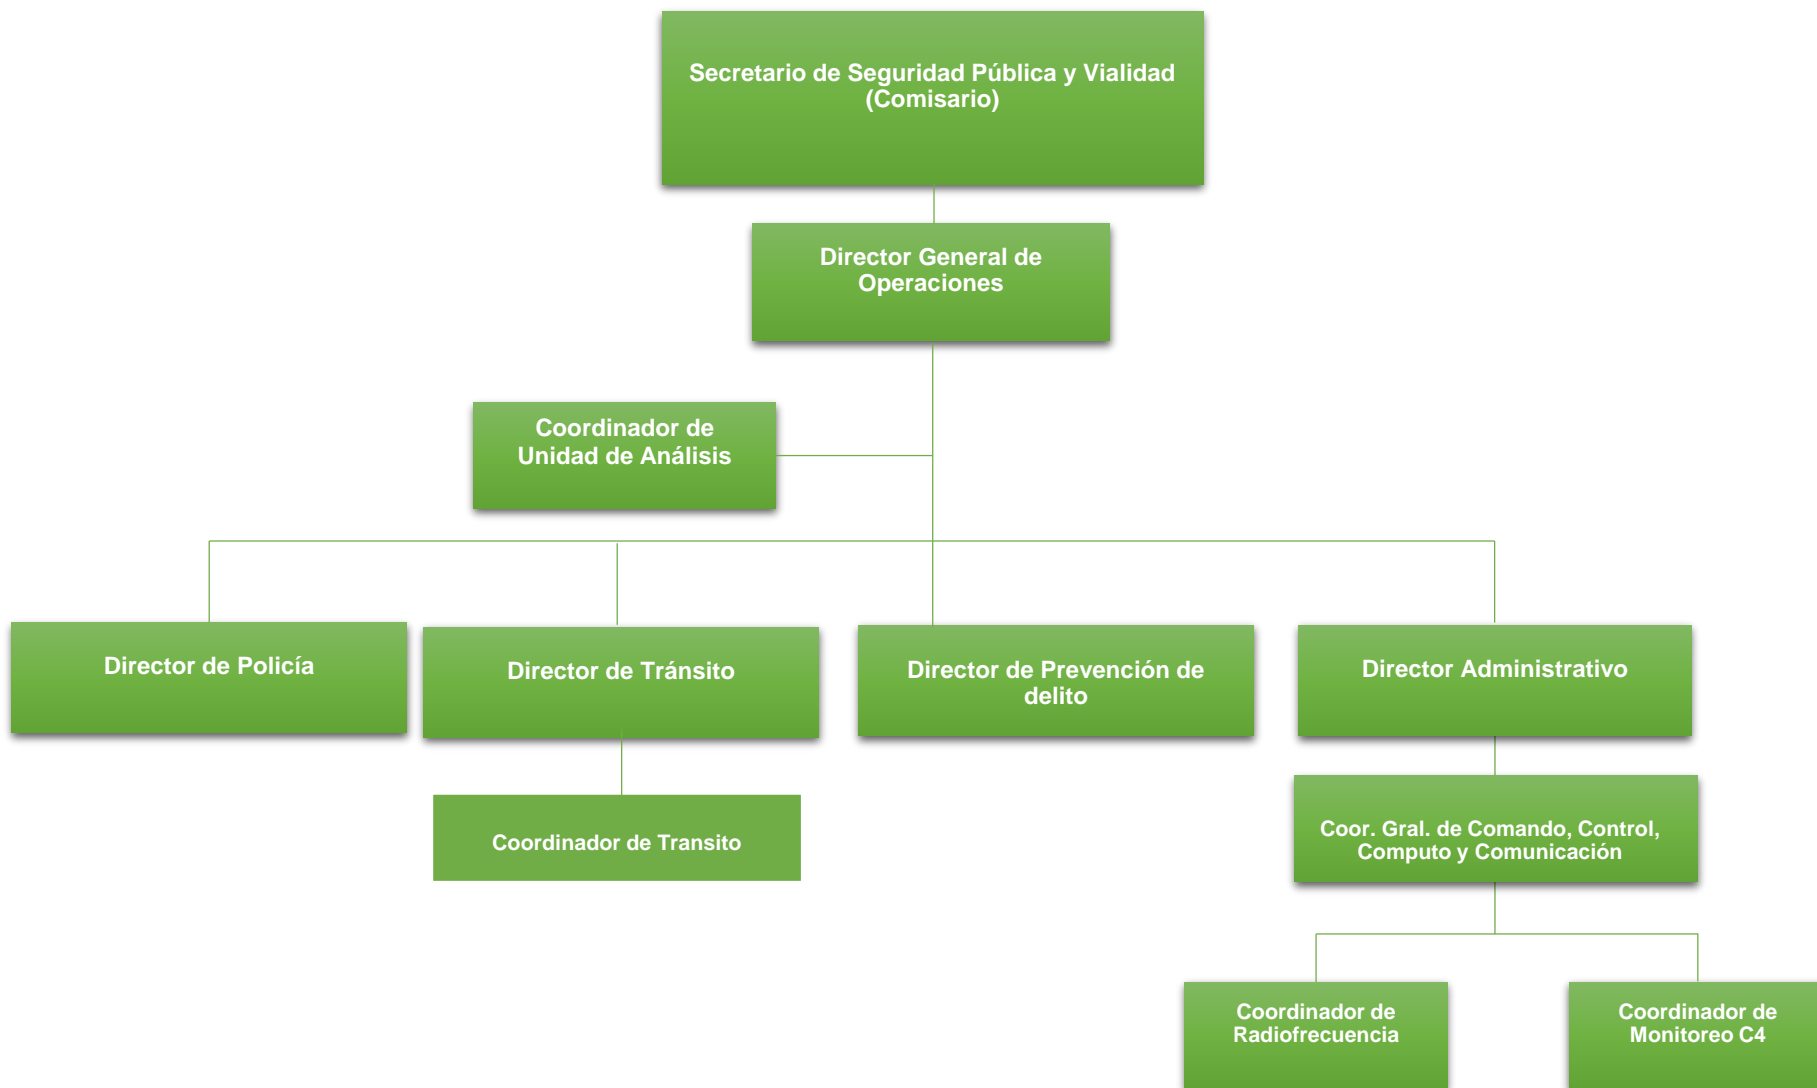 Secretario de Seguridad Pública y Vialidad
(Comisario)
Director General de
Operaciones
Coordinador de
Unidad de Análisis
Director de Policía
Director de Tránsito
Director de Prevención de
delito
Director Administrativo
Coordinador de Transito
Coor. Gral. de Comando, Control,
Computo y Comunicación
Coordinador de
Radiofrecuencia
Coordinador de
Monitoreo C4